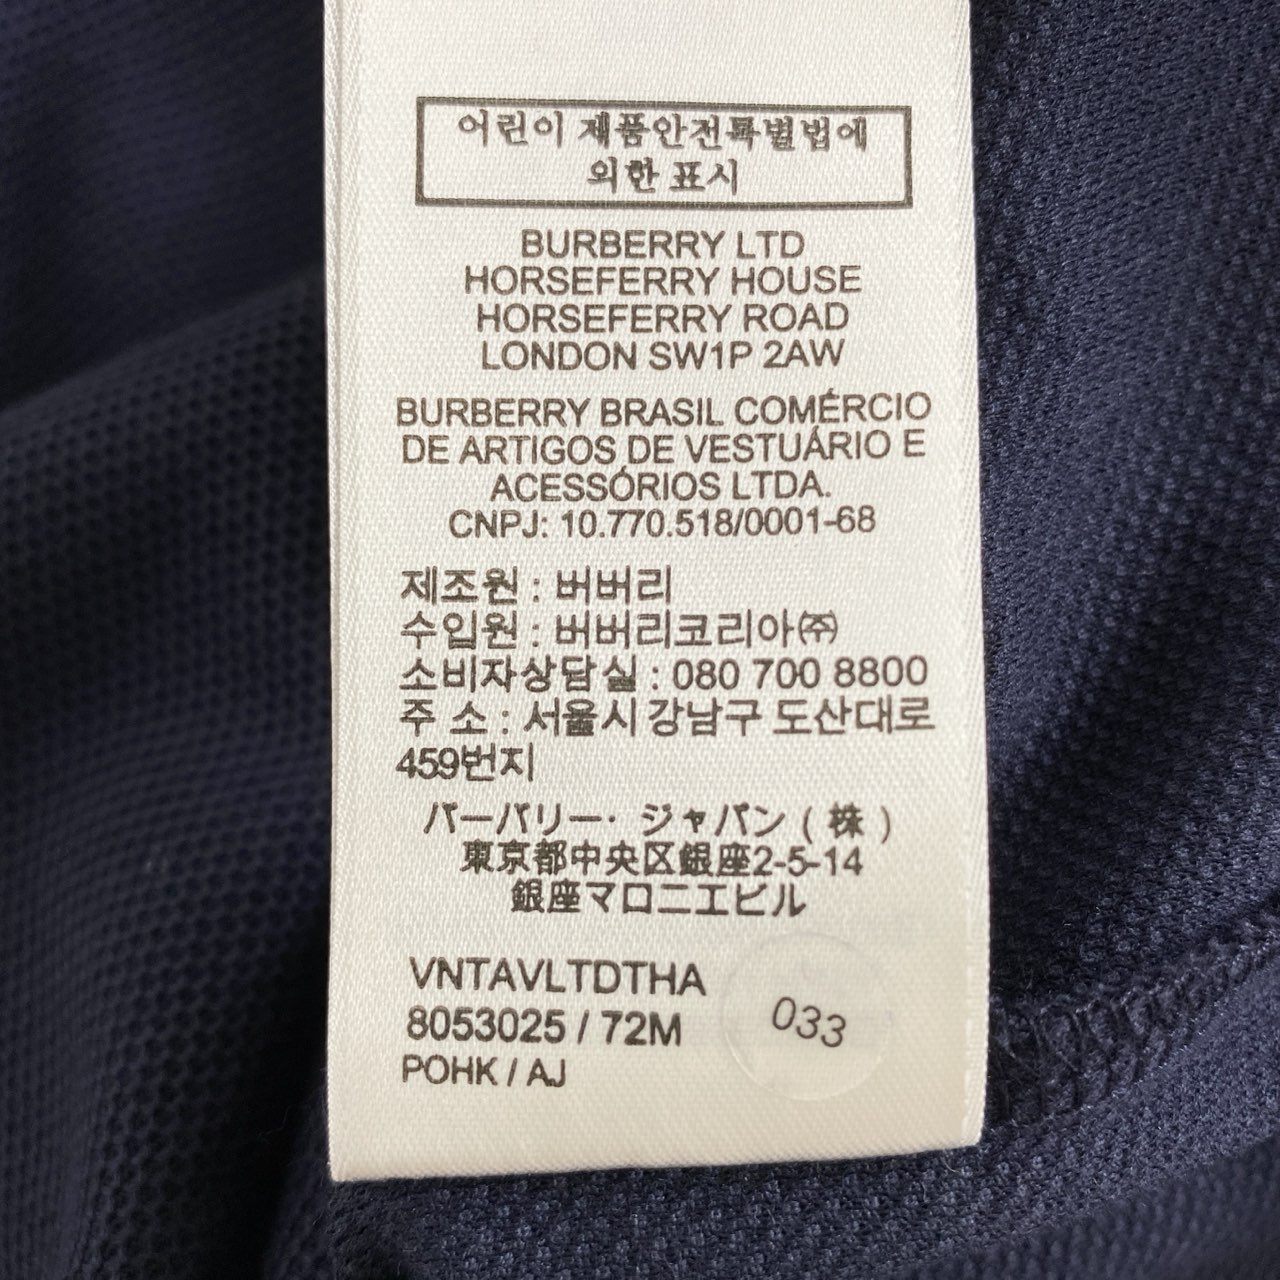 어린이 제품안전특별법에
의한 표시
BURBERRY LTD
HORSEFERRY HOUSE
HORSEFERRY ROAD
LONDON SW1P 2AW
BURBERRY BRASIL COMÉRCIO
DE ARTIGOS DE VESTUÁRIO E
ACESSÓRIOS LTDA.
CNPJ: 10.770.518/0001-68
제조원 : 버버리
수입원 : 버버리코리아㈜
소비자상담실 : 080 700 8800
주 소 : 서울시 강남구 도산대로
459번지
バーバリー・ジャパン ( 株 )
東京都中央区銀座2-5-14
銀座マロニエビル
VNTAVLTDTHA
8053025 / 72M
POHK / AJ
033